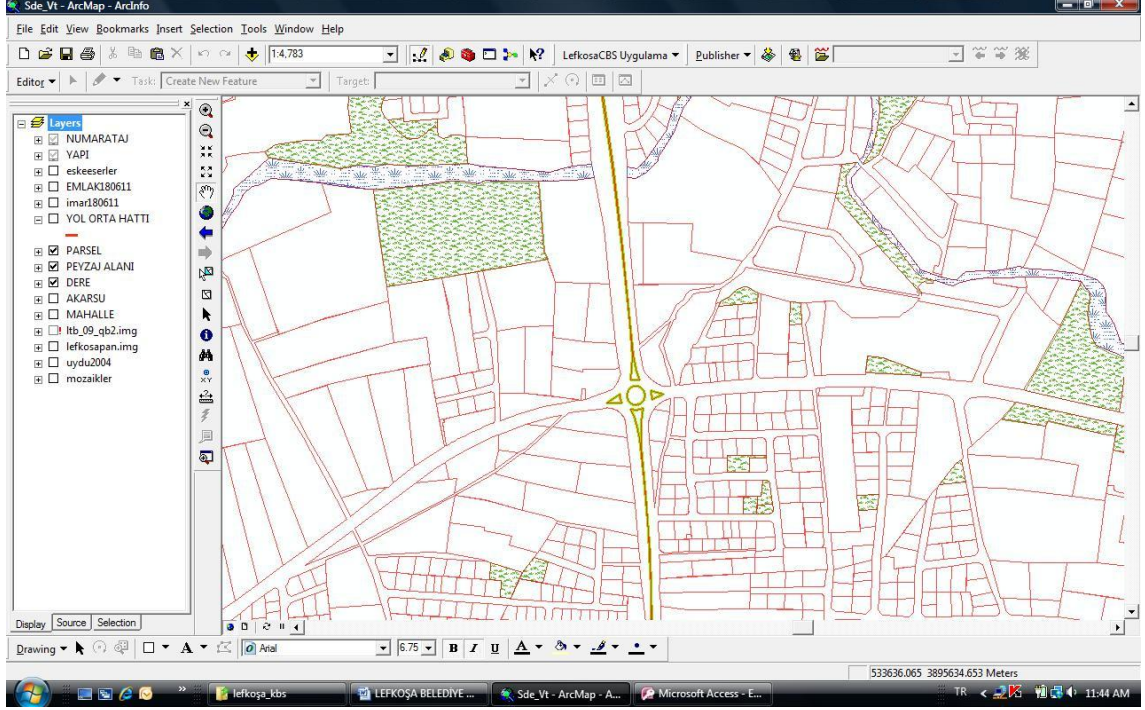 Sde_Vt - ArcMap - ArcInfo
File Edit View Bookmarks Insert Selection Tools Window Help
1:4,783 LefkosaCBS Uygulama Publisher
Editor Task: Create New Feature Target:
Layers
NUMARATAJ
YAPI
eskeeserler
EMLAK180611
imar180611
YOL ORTA HATTI
PARSEL
PEYZAJ ALANI
DERE
AKARSU
MAHALLE
ltb_09_qb2.img
lefkosapan.img
uydu2004
mozaikler
XY
Display Source Selection
Drawing A Arial 6.75 B I U A
533636.065 3895634.653 Meters
lefkoşa_kbs LEFKOŞA BELEDİYE ... Sde_Vt - ArcMap - A... Microsoft Access - E... TR 11:44 AM